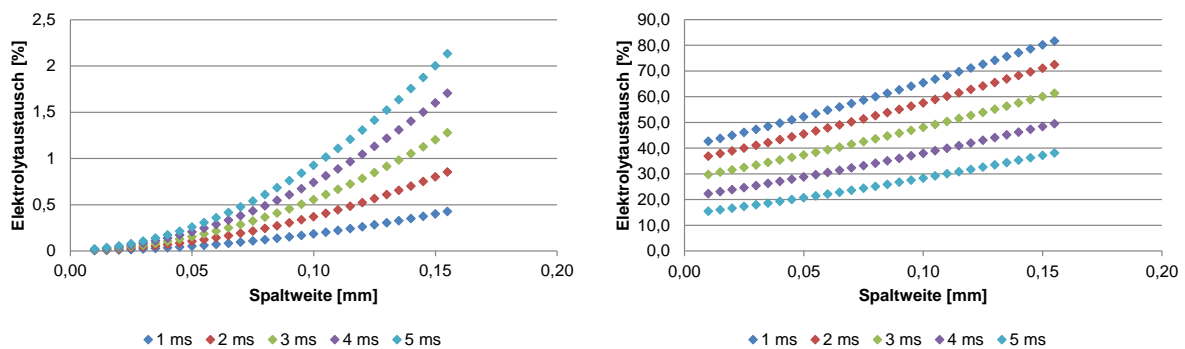 Elektrolytaustausch [%]
2,5
2
1,5
1
0,5
0
0,00 0,05 0,10 0,15 0,20
Spaltweite [mm]
1 ms 2 ms 3 ms 4 ms 5 ms
Elektrolytaustausch [%]
90,0
80,0
70,0
60,0
50,0
40,0
30,0
20,0
10,0
0,0
0,00 0,05 0,10 0,15 0,20
Spaltweite [mm]
1 ms 2 ms 3 ms 4 ms 5 ms